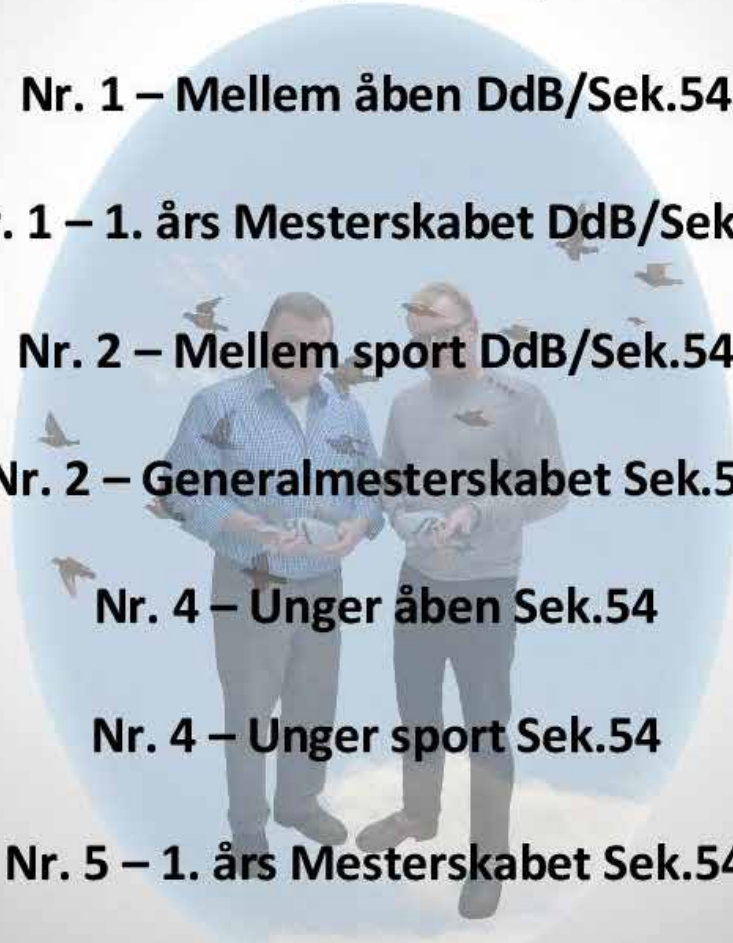 Nr. 1 – Mellem åben DdB/Sek.54
. 1 – 1. års Mesterskabet DdB/Sek
Nr. 2 – Mellem sport DdB/Sek.54
Nr. 2 – Generalmesterskabet Sek.5
Nr. 4 – Unger åben Sek.54
Nr. 4 – Unger sport Sek.54
Nr. 5 – 1. års Mesterskabet Sek.54